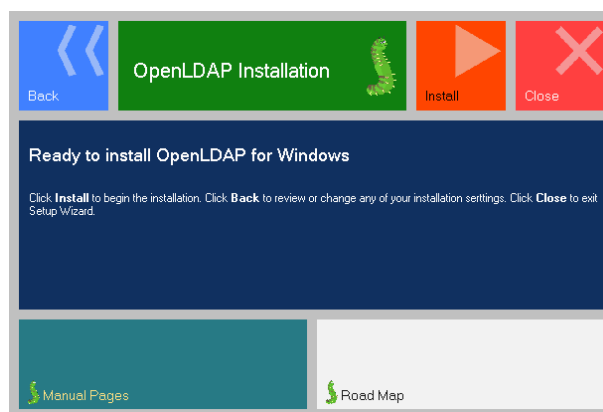 Back
OpenLDAP Installation
Install
Close
Ready to install OpenLDAP for Windows
Click Install to begin the installation. Click Back to review or change any of your installation serttings. Click Close to exit
Setup Wizard.
Manual Pages
Road Map